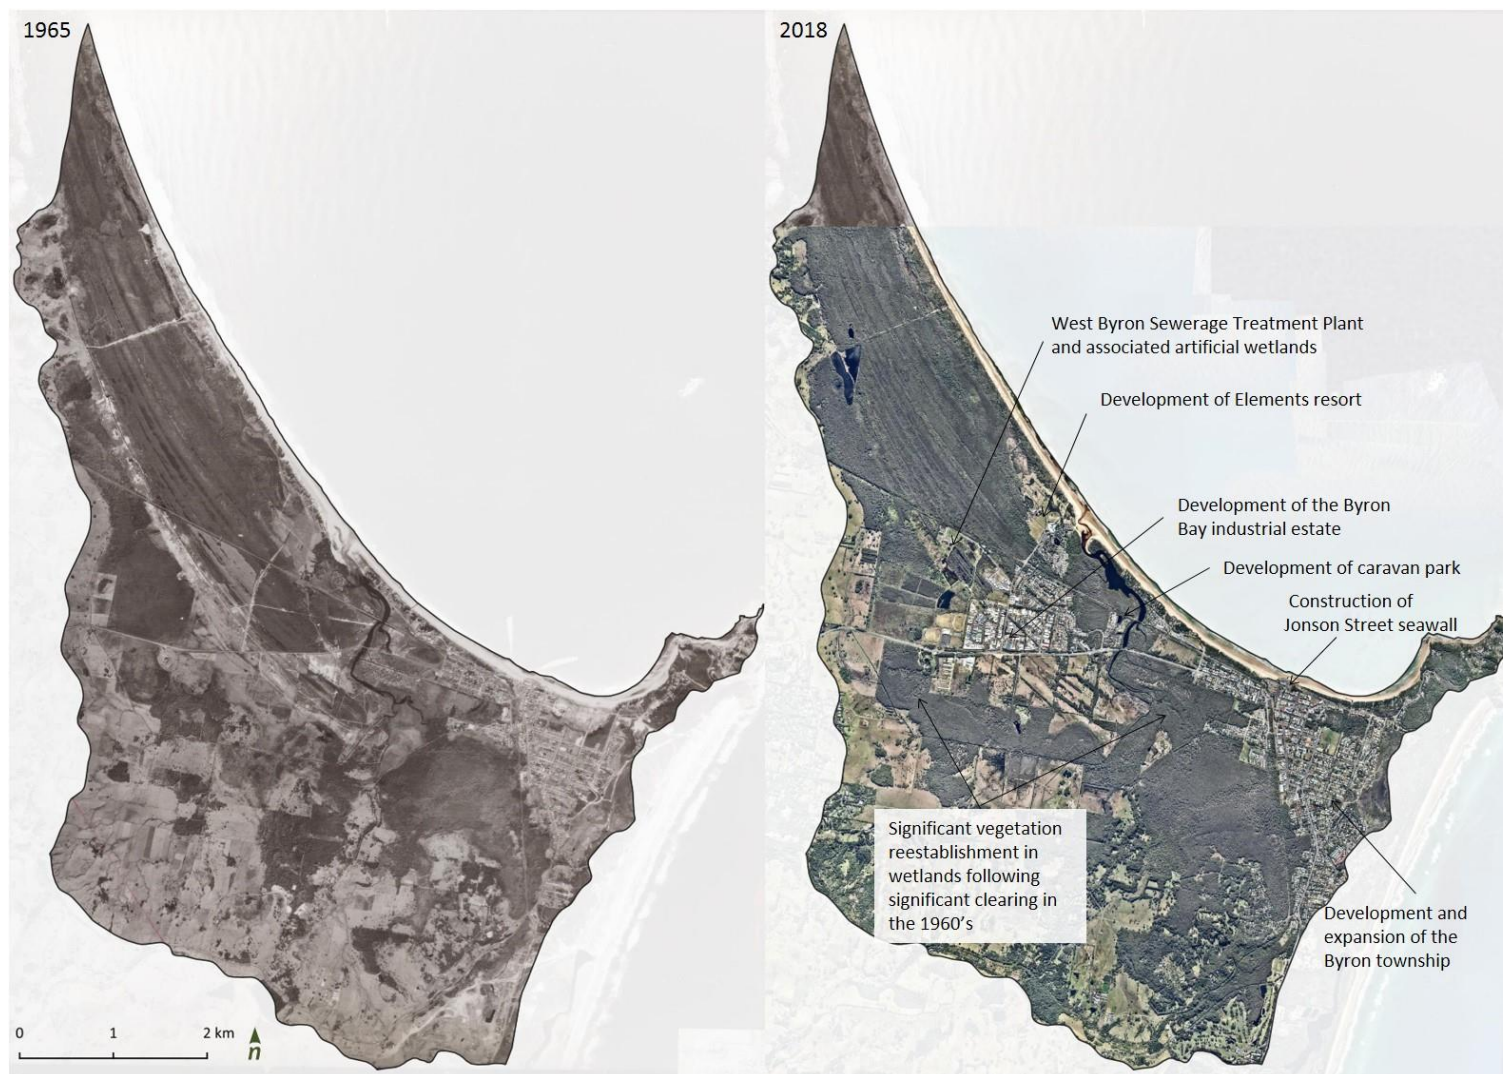 1965
2018
West Byron Sewerage Treatment Plant
and associated artificial wetlands
Development of Elements resort
Development of the Byron
Bay industrial estate
Development of caravan park
Construction of
Jonson Street seawall
Significant vegetation
reestablishment in
wetlands following
significant clearing in
the 1960's
Development and
expansion of the
Byron township
0 1 2 km
n